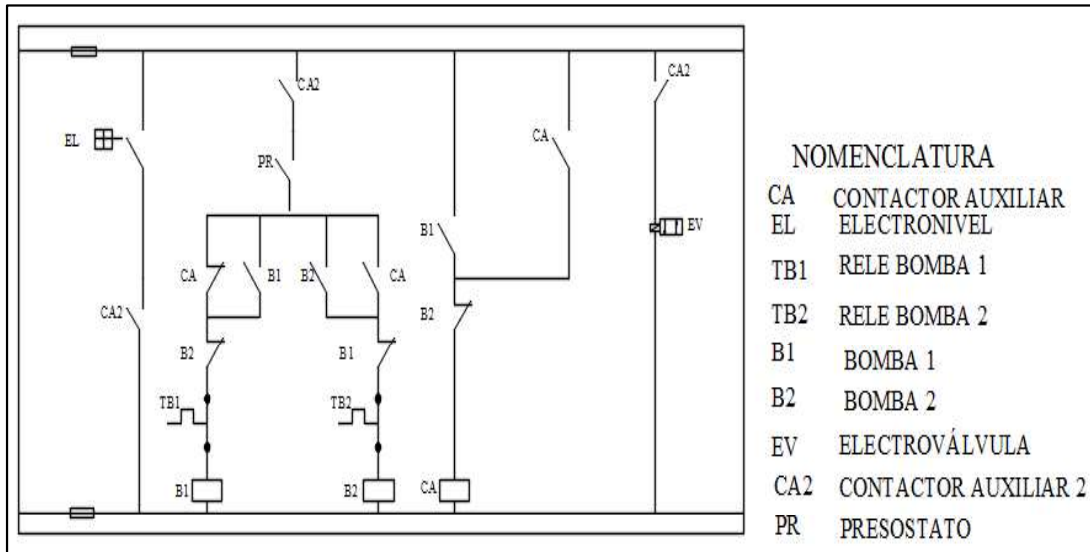 CA2
CA2
EL
PR
CA
B1
EV
CA
B1
B2
CA
CA2
B2
B2
B1
TB1
TB2
B1
B2
CA
NOMENCLATURA
CA CONTACTOR AUXILIAR
EL ELECTRONIVEL
TB1 RELE BOMBA 1
TB2 RELE BOMBA 2
B1 BOMBA 1
B2 BOMBA 2
EV ELECTROVÁLVULA
CA2 CONTACTOR AUXILIAR 2
PR PRESOSTATO